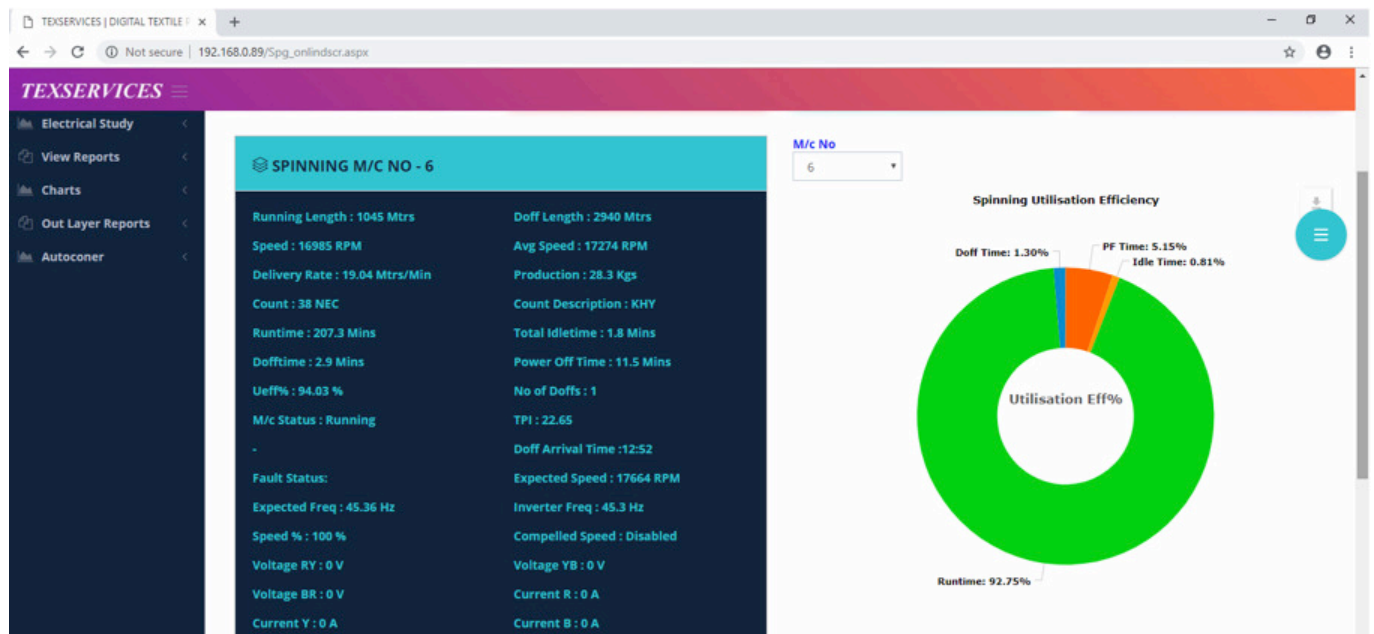 TEXSERVICES | DIGITAL TEXTILE
Not secure | 192.168.0.89/Spg_onlindscr.aspx
TEXSERVICES
Electrical Study
View Reports
Charts
Out Layer Reports
Autoconer
SPINNING M/C NO - 6
Running Length : 1045 Mtrs Doff Length : 2940 Mtrs
Speed : 16985 RPM Avg Speed : 17274 RPM
Delivery Rate : 19.04 Mtrs/Min Production : 28.3 Kgs
Count : 38 NEC Count Description : KHY
Runtime : 207.3 Mins Total Idletime : 1.8 Mins
Dofftime : 2.9 Mins Power Off Time : 11.5 Mins
Ueff% : 94.03 % No of Doffs : 1
M/c Status : Running TPI : 22.65
- Doff Arrival Time :12:52
Fault Status: Expected Speed : 17664 RPM
Expected Freq : 45.36 Hz Inverter Freq : 45.3 Hz
Speed % : 100 % Compelled Speed : Disabled
Voltage RY : 0 V Voltage YB : 0 V
Voltage BR : 0 V Current R : 0 A
Current Y : 0 A Current B : 0 A
M/c No
6
Spinning Utilisation Efficiency
Doff Time: 1.30%
PF Time: 5.15%
Idle Time: 0.81%
Utilisation Eff%
Runtime: 92.75%